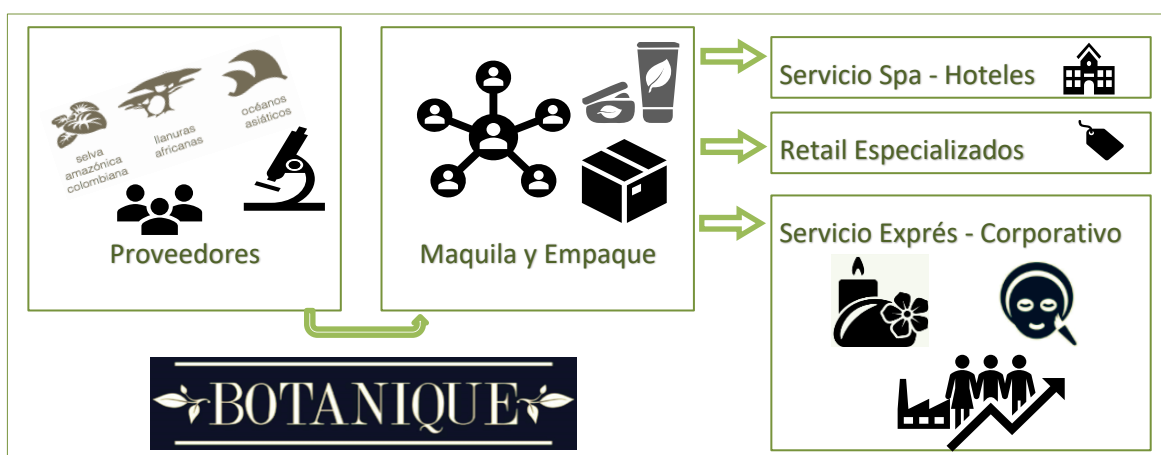 selva
amazónica
colombiana
llanuras
africanas
océanos
asiáticos
Proveedores
Maquila y Empaque
Servicio Spa - Hoteles
Retail Especializados
Servicio Exprés - Corporativo
BOTANIQUE